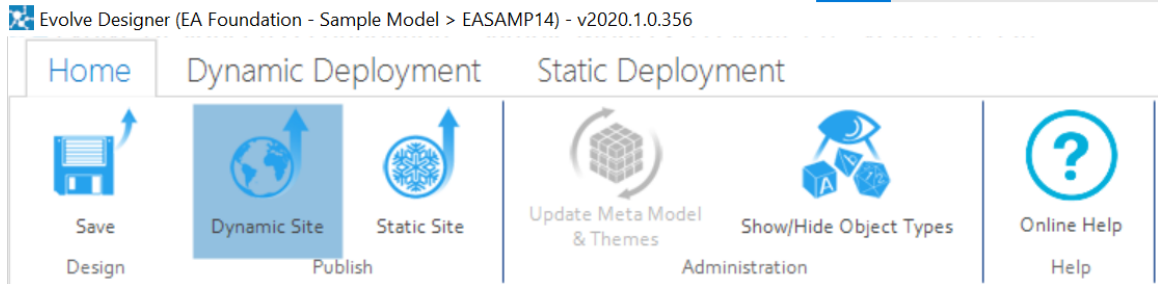 Evolve Designer (EA Foundation - Sample Model > EASAMP14) - v2020.1.0.356
Home Dynamic Deployment Static Deployment
Save Dynamic Site Static Site Update Meta Model & Themes Show/Hide Object Types Online Help
Design Publish Administration Help